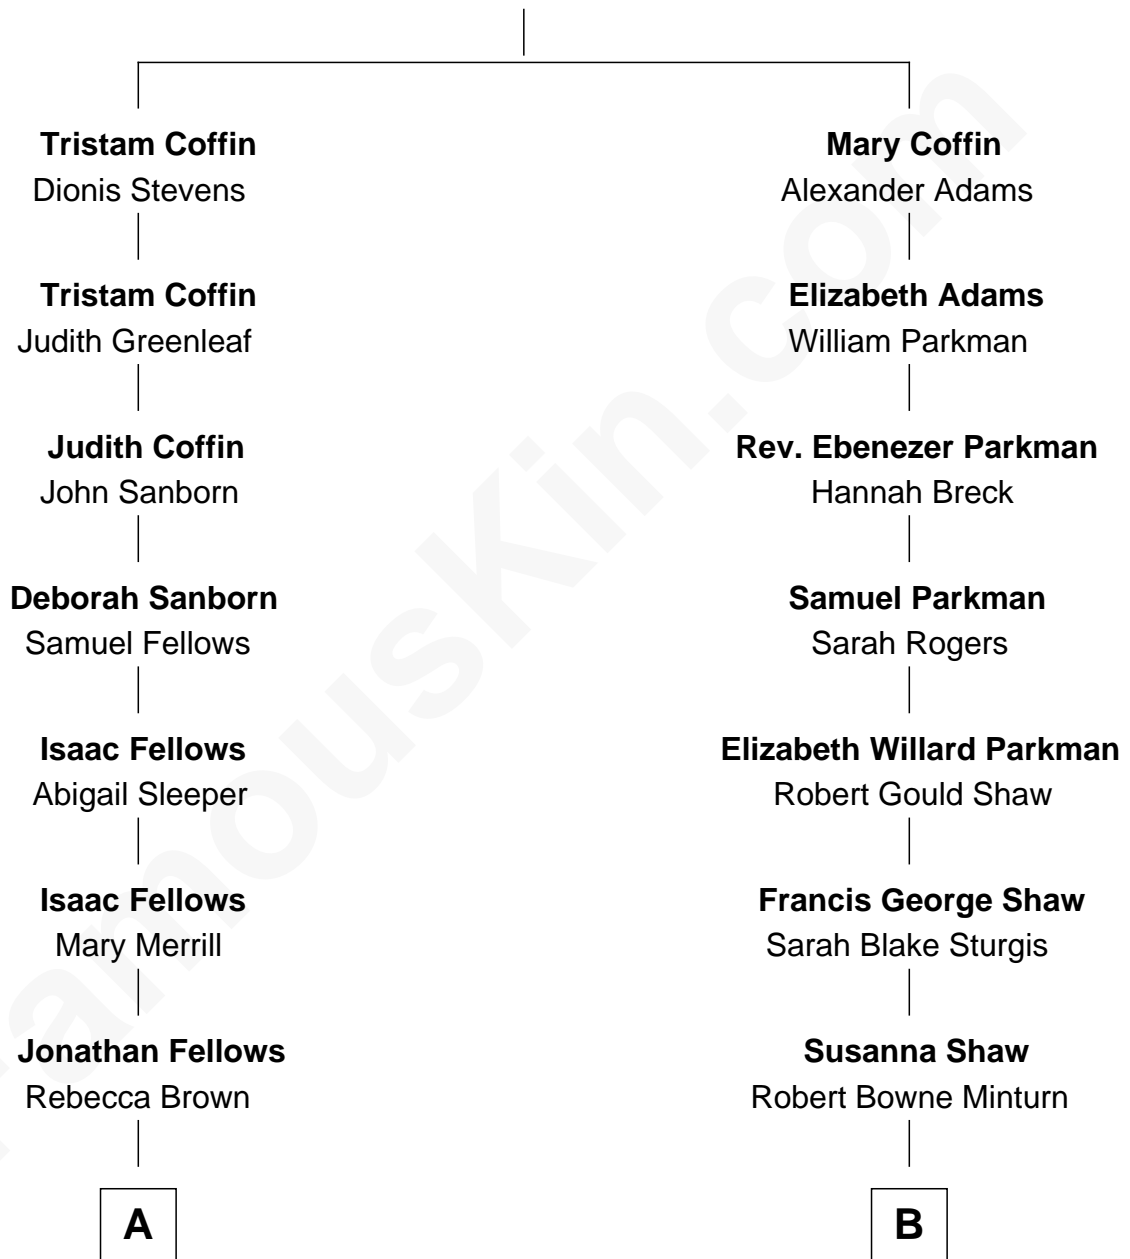 Tristam Coffin
Dionis Stevens
Tristam Coffin
Judith Greenleaf
Judith Coffin
John Sanborn
Deborah Sanborn
Samuel Fellows
Isaac Fellows
Abigail Sleeper
Isaac Fellows
Mary Merrill
Jonathan Fellows
Rebecca Brown
A
Mary Coffin
Alexander Adams
Elizabeth Adams
William Parkman
Rev. Ebenezer Parkman
Hannah Breck
Samuel Parkman
Sarah Rogers
Elizabeth Willard Parkman
Robert Gould Shaw
Francis George Shaw
Sarah Blake Sturgis
Susanna Shaw
Robert Bowne Minturn
B
FamousKin.com